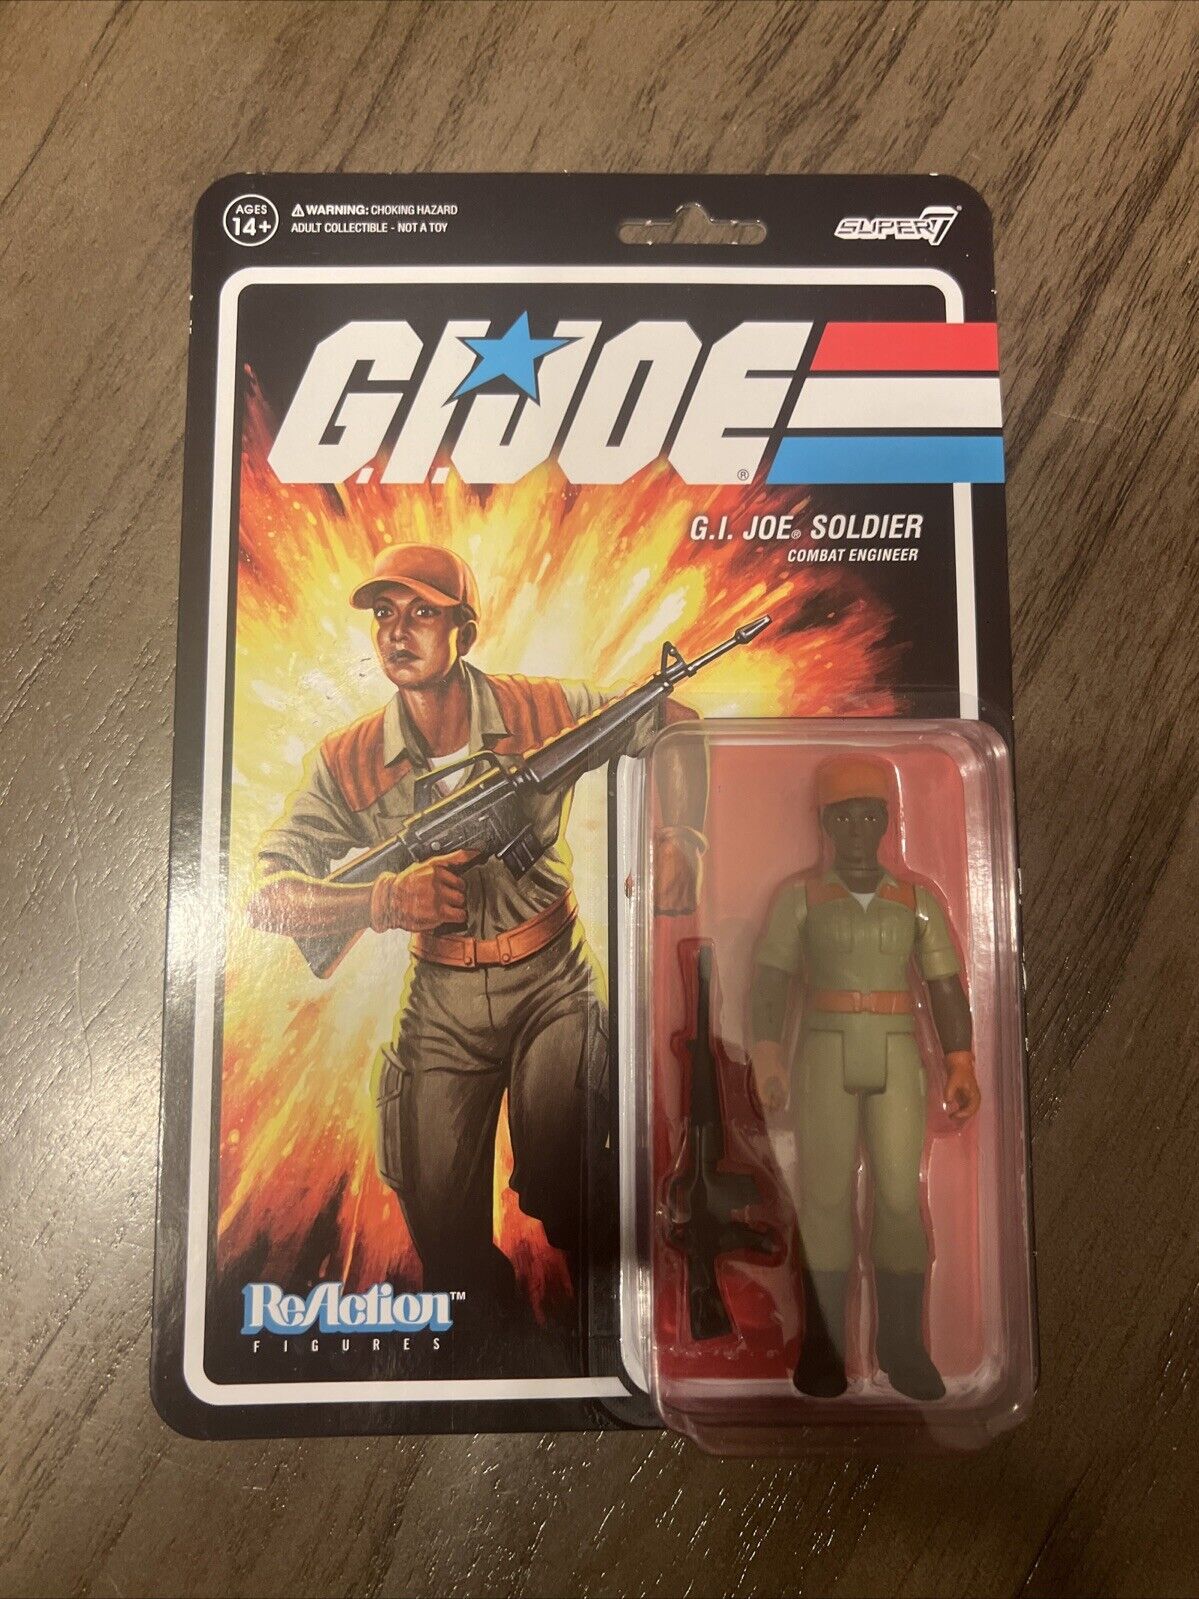 AGES
14+
⚠ WARNING: CHOKING HAZARD
ADULT COLLECTIBLE - NOT A TOY
SUPER7®
G.I. JOE®
G.I. JOE® SOLDIER
COMBAT ENGINEER
ReAction™
FIGURES